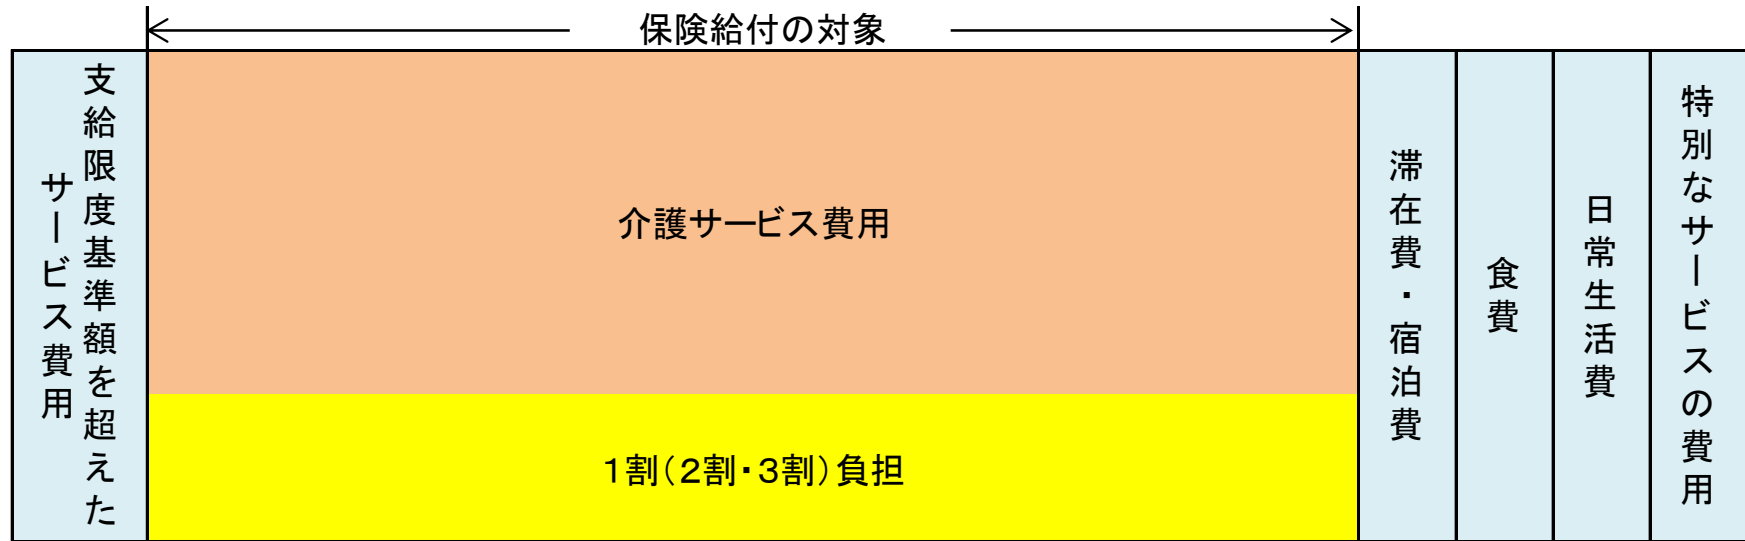 保険給付の対象
支給限度基準額を超えた
サービス費用
介護サービス費用
1割(2割・3割)負担
滞在費・宿泊費
食費
日常生活費
特別なサービスの費用